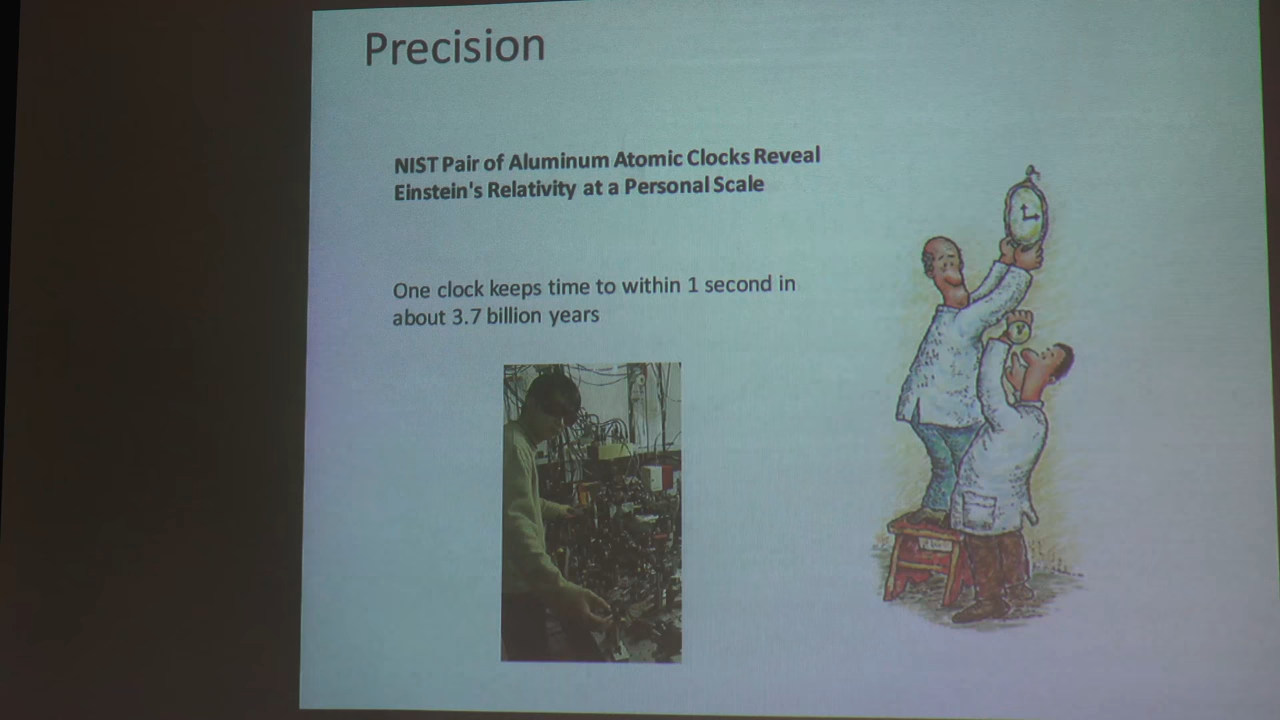 Precision
NIST Pair of Aluminum Atomic Clocks Reveal
Einstein's Relativity at a Personal Scale
One clock keeps time to within 1 second in
about 3.7 billion years